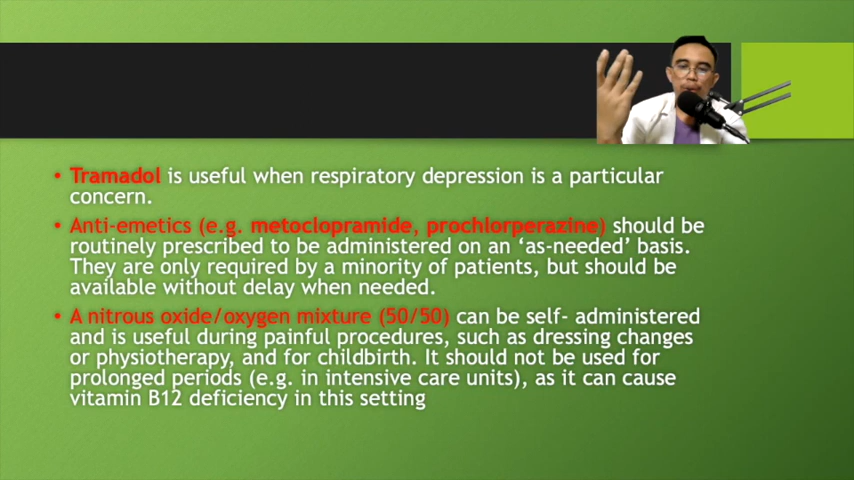 • Tramadol is useful when respiratory depression is a particular
concern.
• Anti-emetics (e.g. metoclopramide, prochlorperazine) should be
routinely prescribed to be administered on an ‘as-needed’ basis.
They are only required by a minority of patients, but should be
available without delay when needed.
• A nitrous oxide/oxygen mixture (50/50) can be self- administered
and is useful during painful procedures, such as dressing changes
or physiotherapy, and for childbirth. It should not be used for
prolonged periods (e.g. in intensive care units), as it can cause
vitamin B12 deficiency in this setting